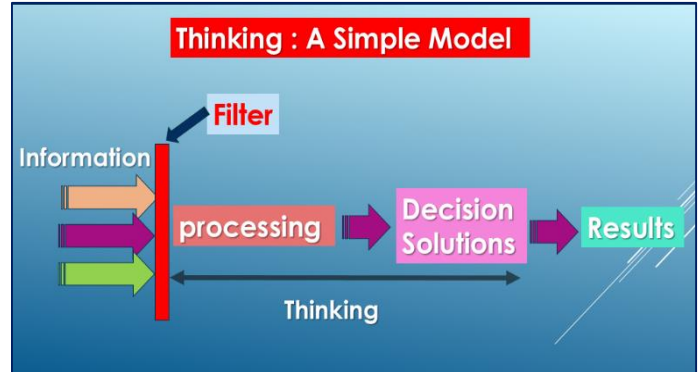 Thinking : A Simple Model
Filter
Information
processing
Decision
Solutions
Results
Thinking